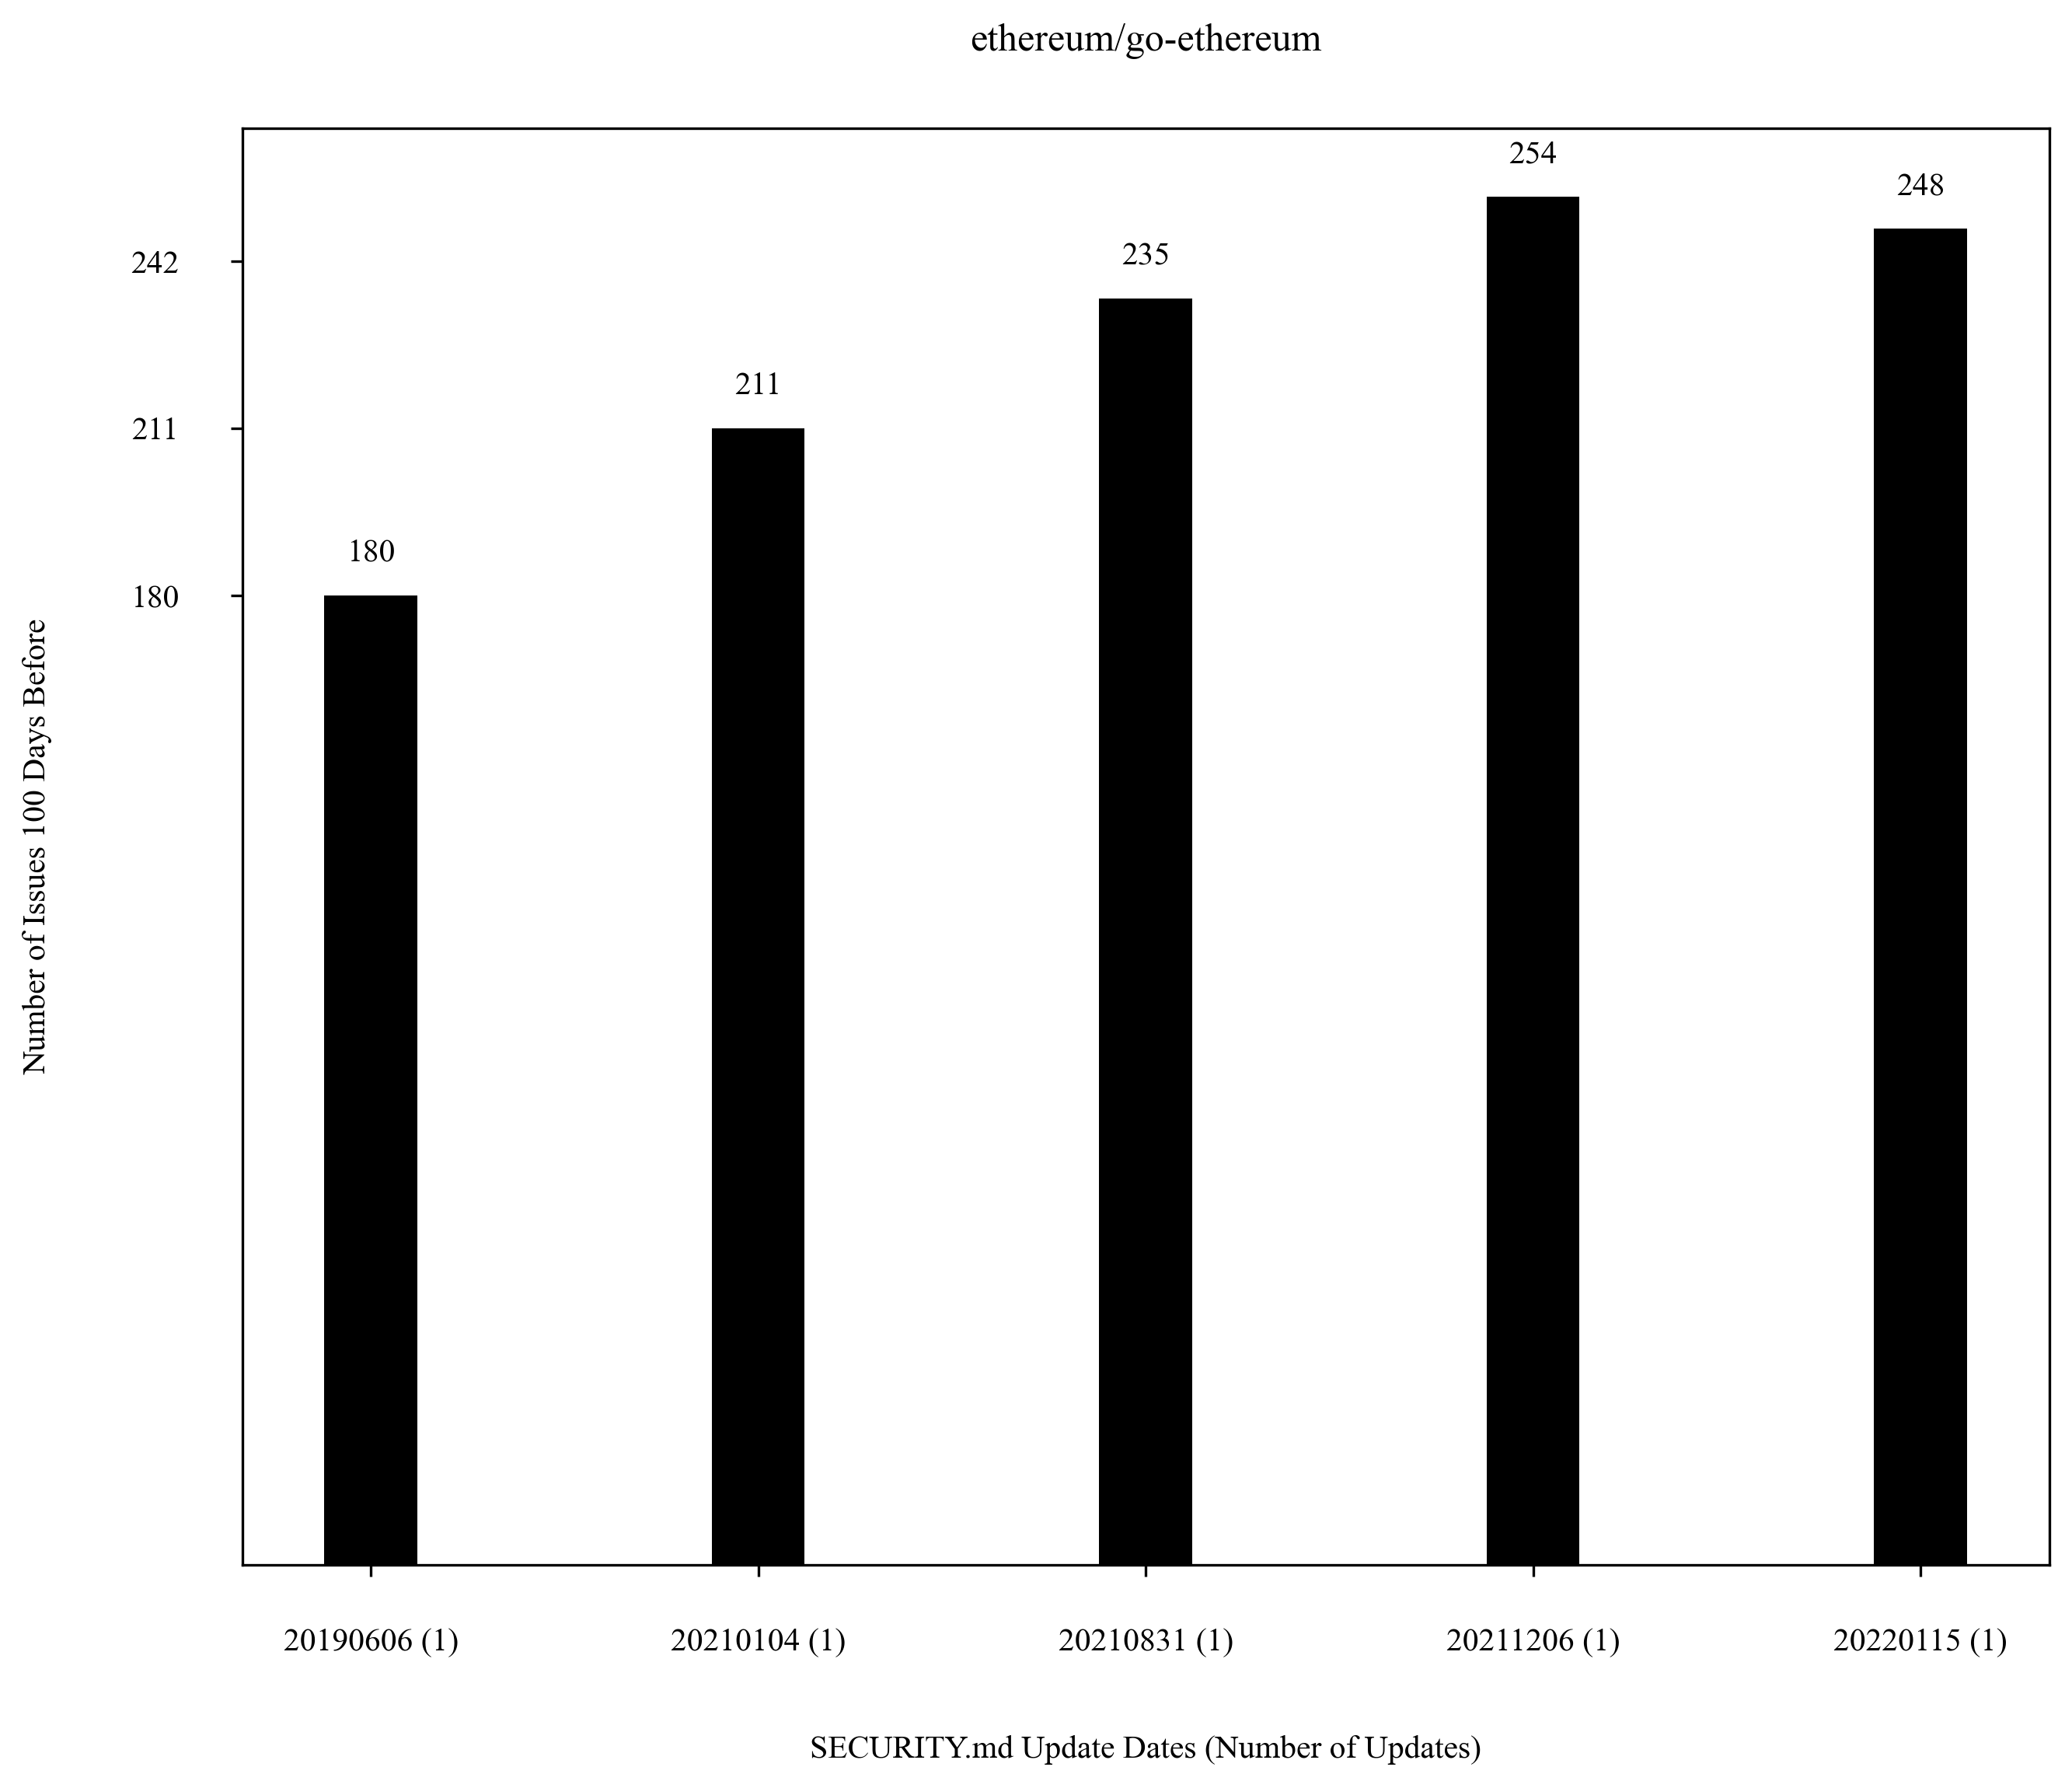 ethereum/go-ethereum
254
248
242
235
211
211
180
180
Number of Issues 100 Days Before
20190606 (1) 20210104 (1) 20210831 (1) 20211206 (1) 20220115 (1)
SECURITY.md Update Dates (Number of Updates)